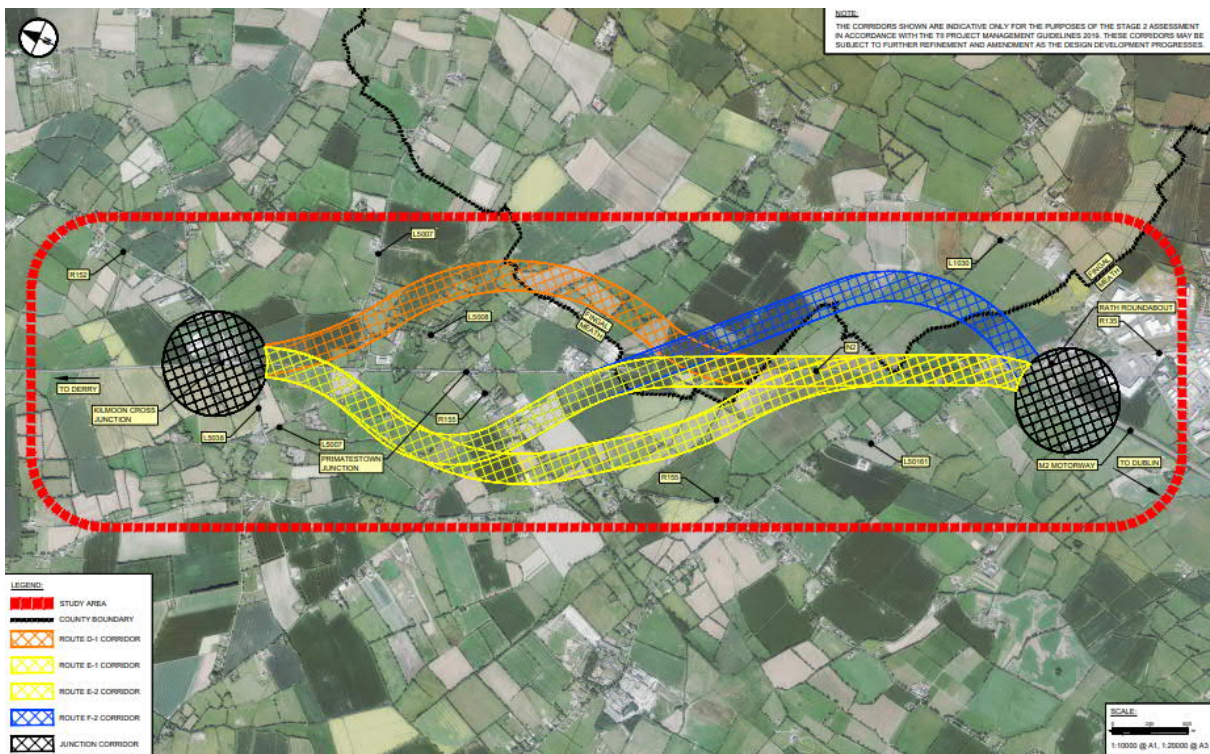 NOTE:
THE CORRIDORS SHOWN ARE INDICATIVE ONLY FOR THE PURPOSES OF THE STAGE 2 ASSESSMENT
IN ACCORDANCE WITH THE TII PROJECT MANAGEMENT GUIDELINES 2019. THESE CORRIDORS MAY BE
SUBJECT TO FURTHER REFINEMENT AND AMENDMENT AS THE DESIGN DEVELOPMENT PROGRESSES.
L5007
L1030
R152
FINGAL
MEATH
RATH ROUNDABOUT
R135
L5008
FINGAL
MEATH
N2
TO DERRY
KILMOON CROSS
JUNCTION
R155
L5038
L5007
PRIMATESTOWN
JUNCTION
L50161
M2 MOTORWAY
TO DUBLIN
R155
LEGEND:
STUDY AREA
COUNTY BOUNDARY
ROUTE D-1 CORRIDOR
ROUTE E-1 CORRIDOR
ROUTE E-2 CORRIDOR
ROUTE F-2 CORRIDOR
JUNCTION CORRIDOR
SCALE:
1:10000 @ A1, 1:20000 @ A3